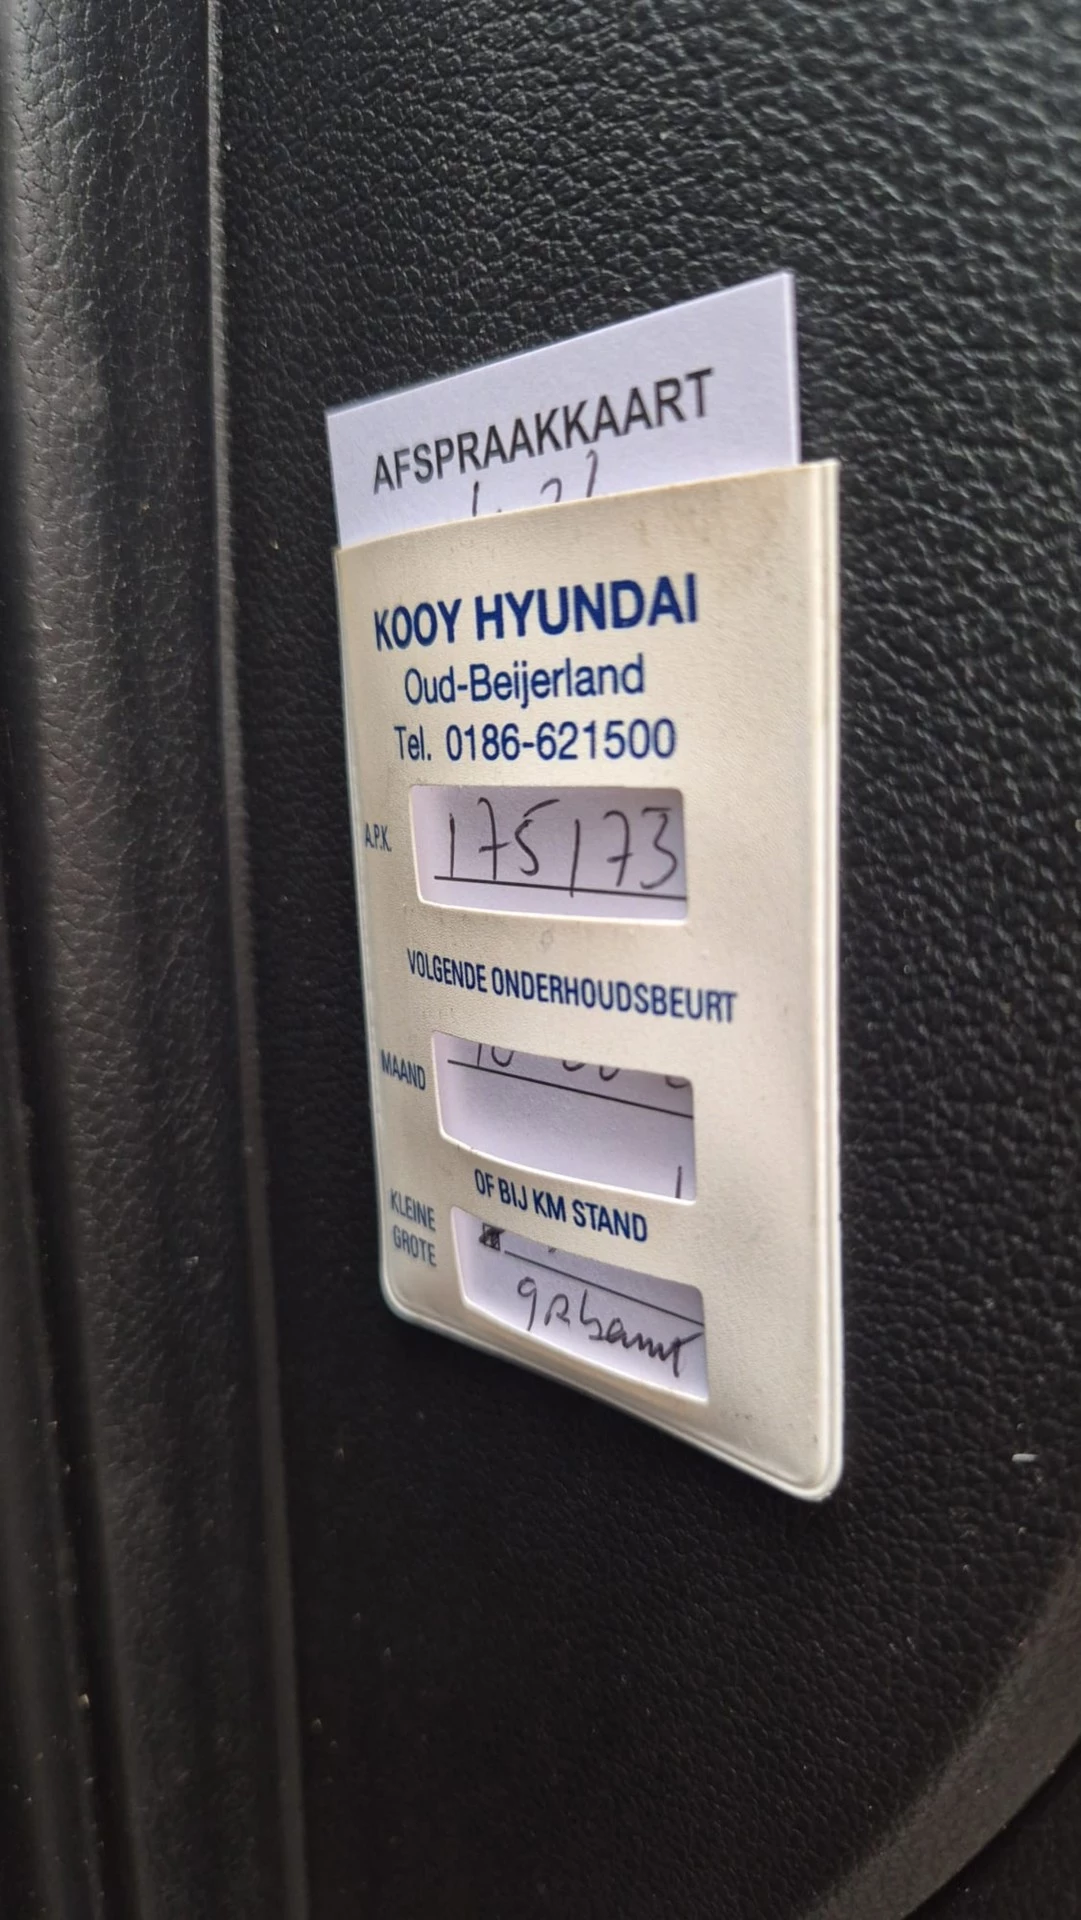 AFSPRAAKKAART
KOOY HYUNDAI
Oud-Beijerland
Tel. 0186-621500
A.P.K. 175173
VOLGENDE ONDERHOUDSBEURT
MAAND
OF BIJ KM STAND
KLEINE
GROTE